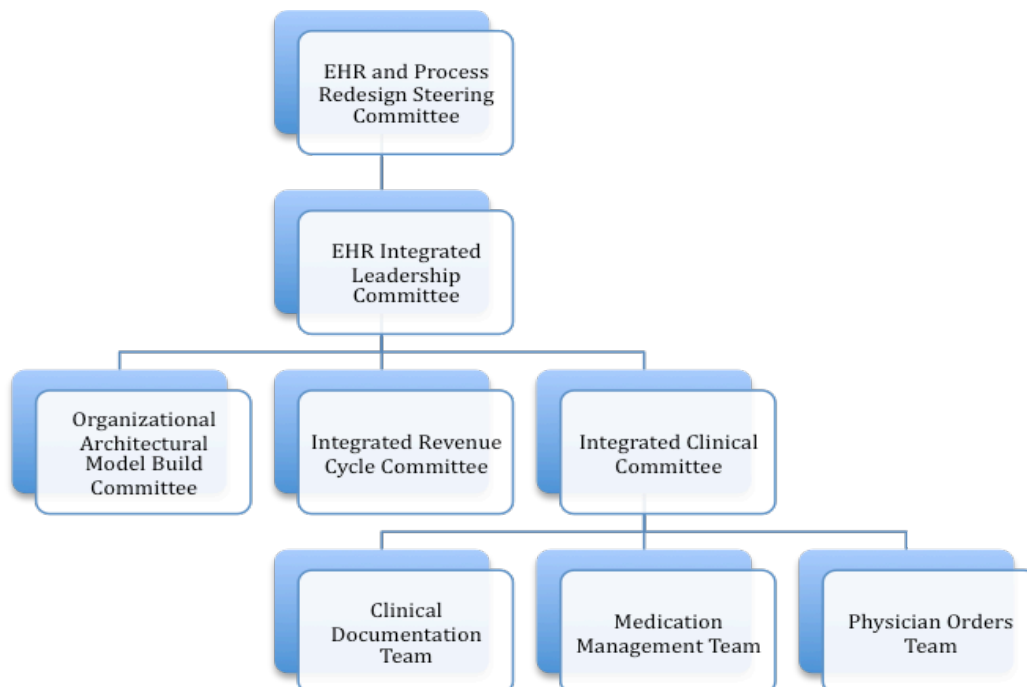 EHR and Process
Redesign Steering
Committee
EHR Integrated
Leadership
Committee
Organizational
Architectural
Model Build
Committee
Integrated Revenue
Cycle Committee
Integrated Clinical
Committee
Clinical
Documentation
Team
Medication
Management Team
Physician Orders
Team